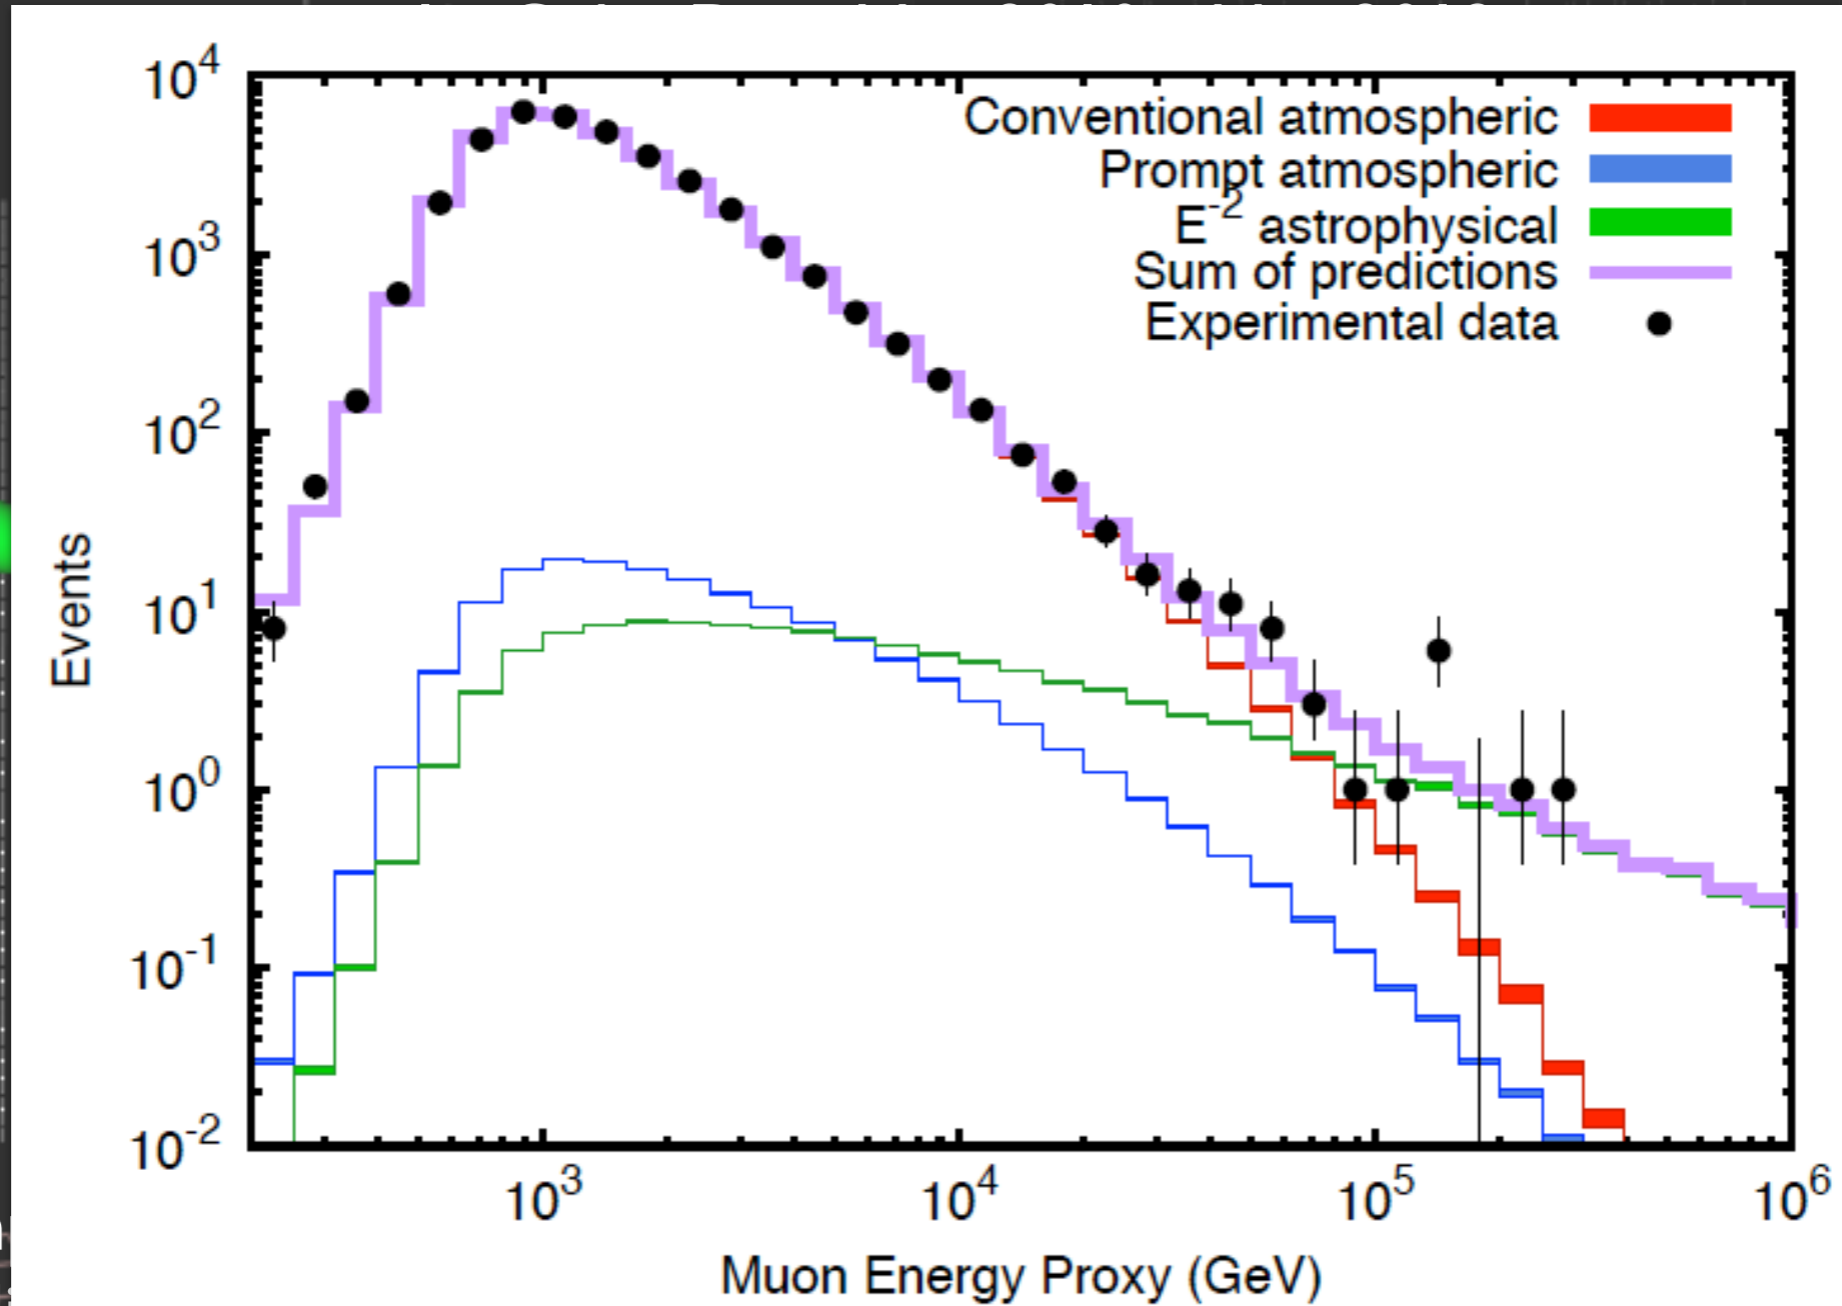 10^4
10^3
10^2
10^1
10^0
10^-1
10^-2
Events
Conventional atmospheric
Prompt atmospheric
E^-2 astrophysical
Sum of predictions
Experimental data
10^3 10^4 10^5 10^6
Muon Energy Proxy (GeV)